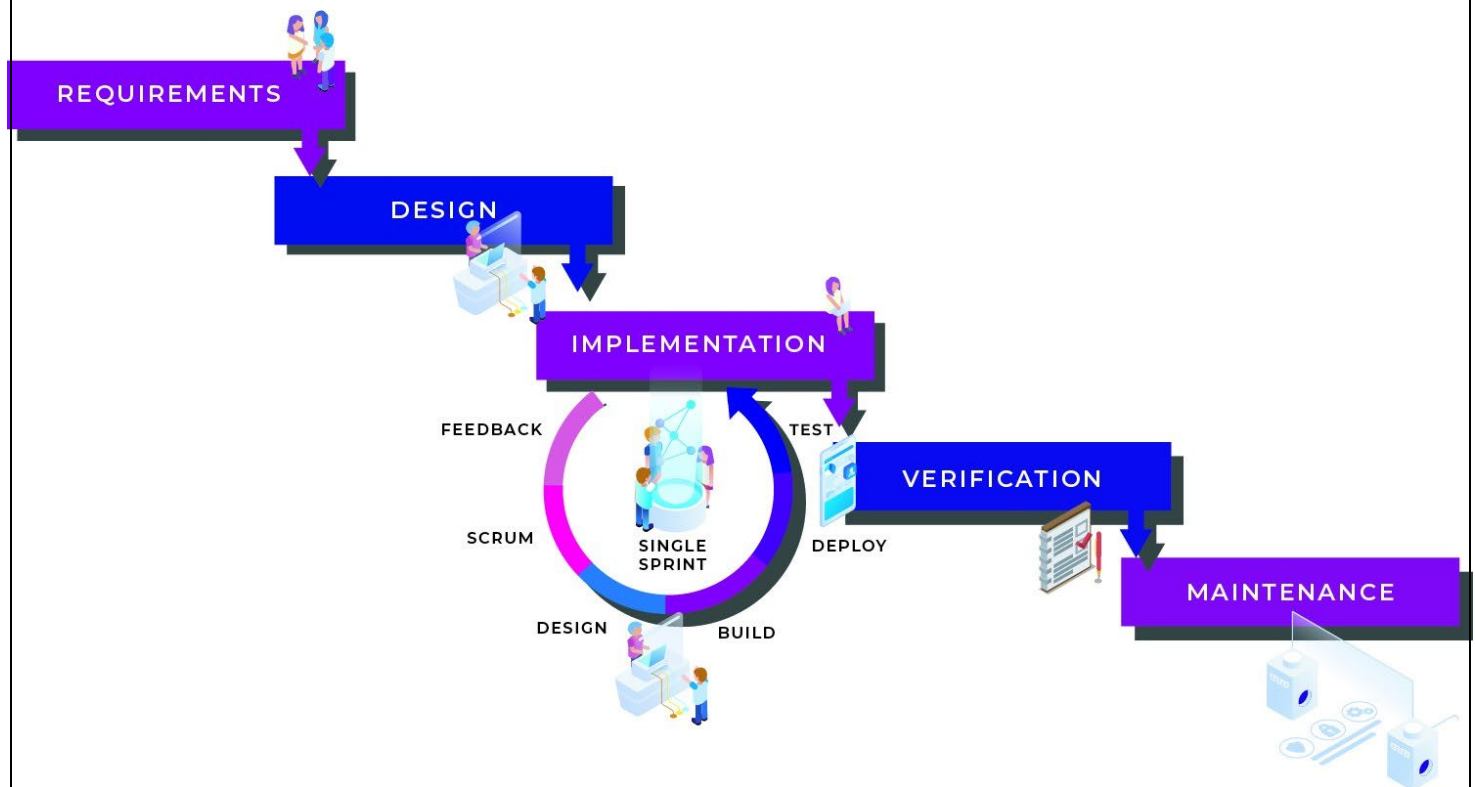 REQUIREMENTS
DESIGN
IMPLEMENTATION
FEEDBACK
TEST
VERIFICATION
SCRUM
SINGLE
SPRINT
DEPLOY
DESIGN
BUILD
MAINTENANCE